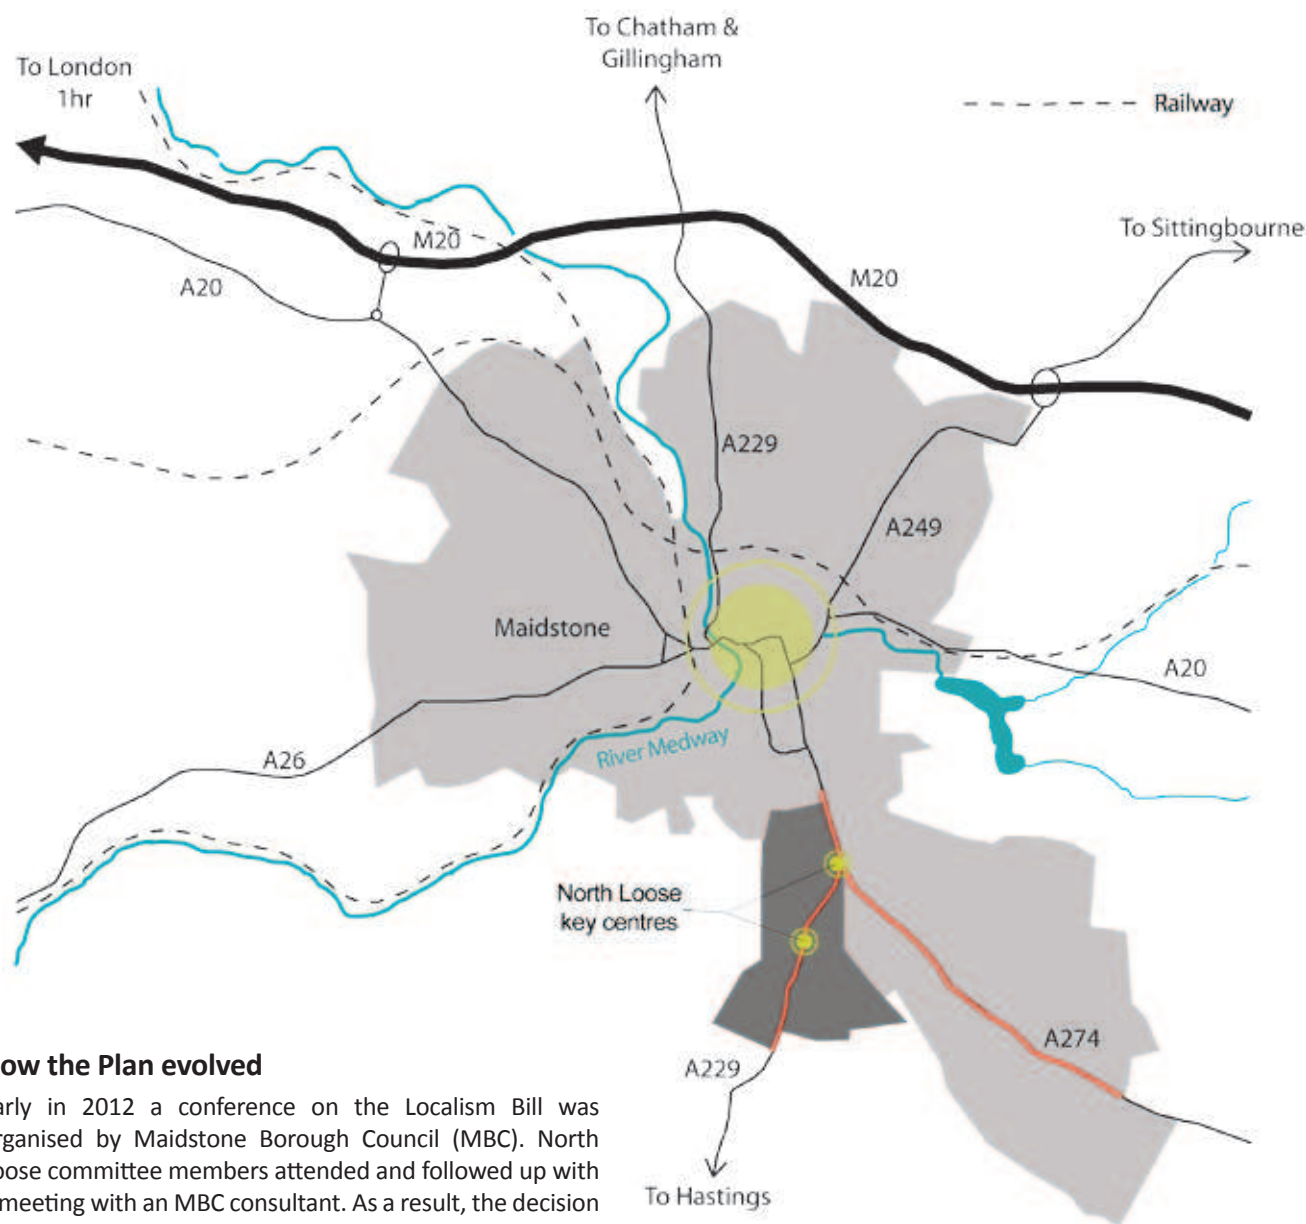 To Chatham &
Gillingham
To London
1hr
Railway
To Sittingbourne
M20
A20
M20
A229
A249
Maidstone
A20
River Medway
A26
North Loose
key centres
A274
A229
To Hastings
ow the Plan evolved
arly in 2012 a conference on the Localism Bill was
rganised by Maidstone Borough Council (MBC). North
oose committee members attended and followed up with
meeting with an MBC consultant. As a result, the decision